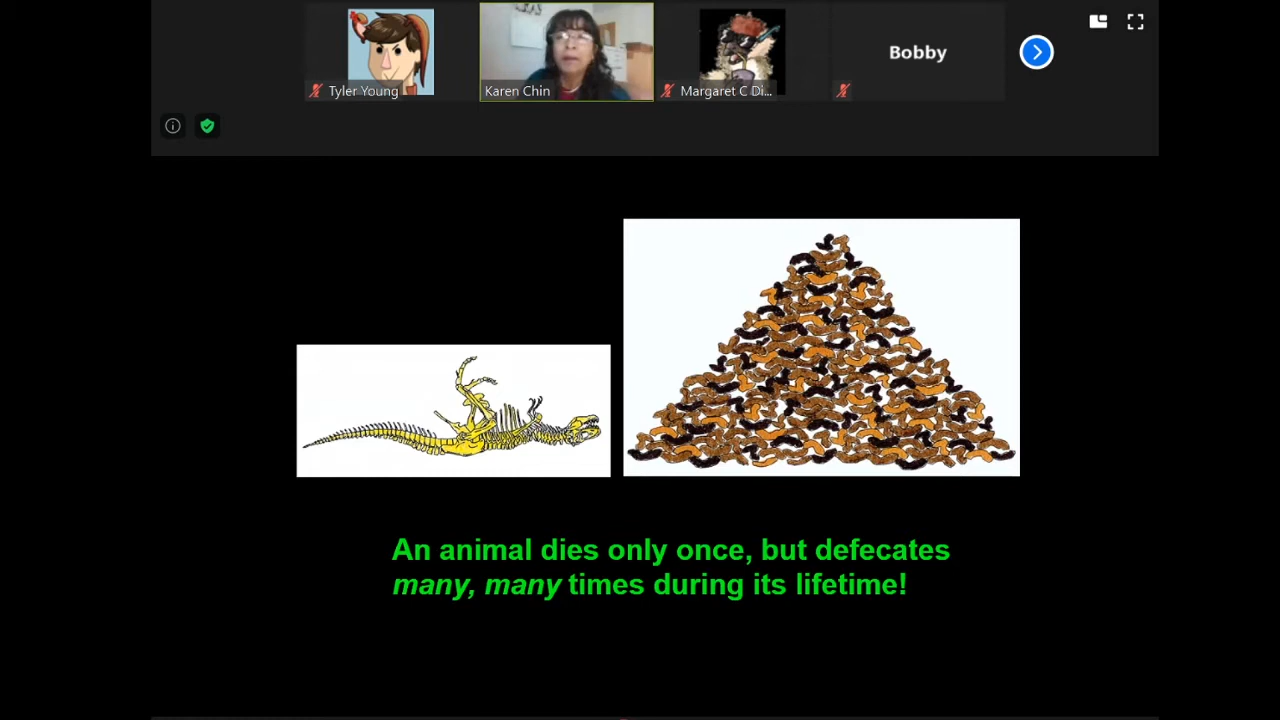 Tyler Young
Karen Chin
Margaret C Di...
Bobby
An animal dies only once, but defecates
many, many times during its lifetime!